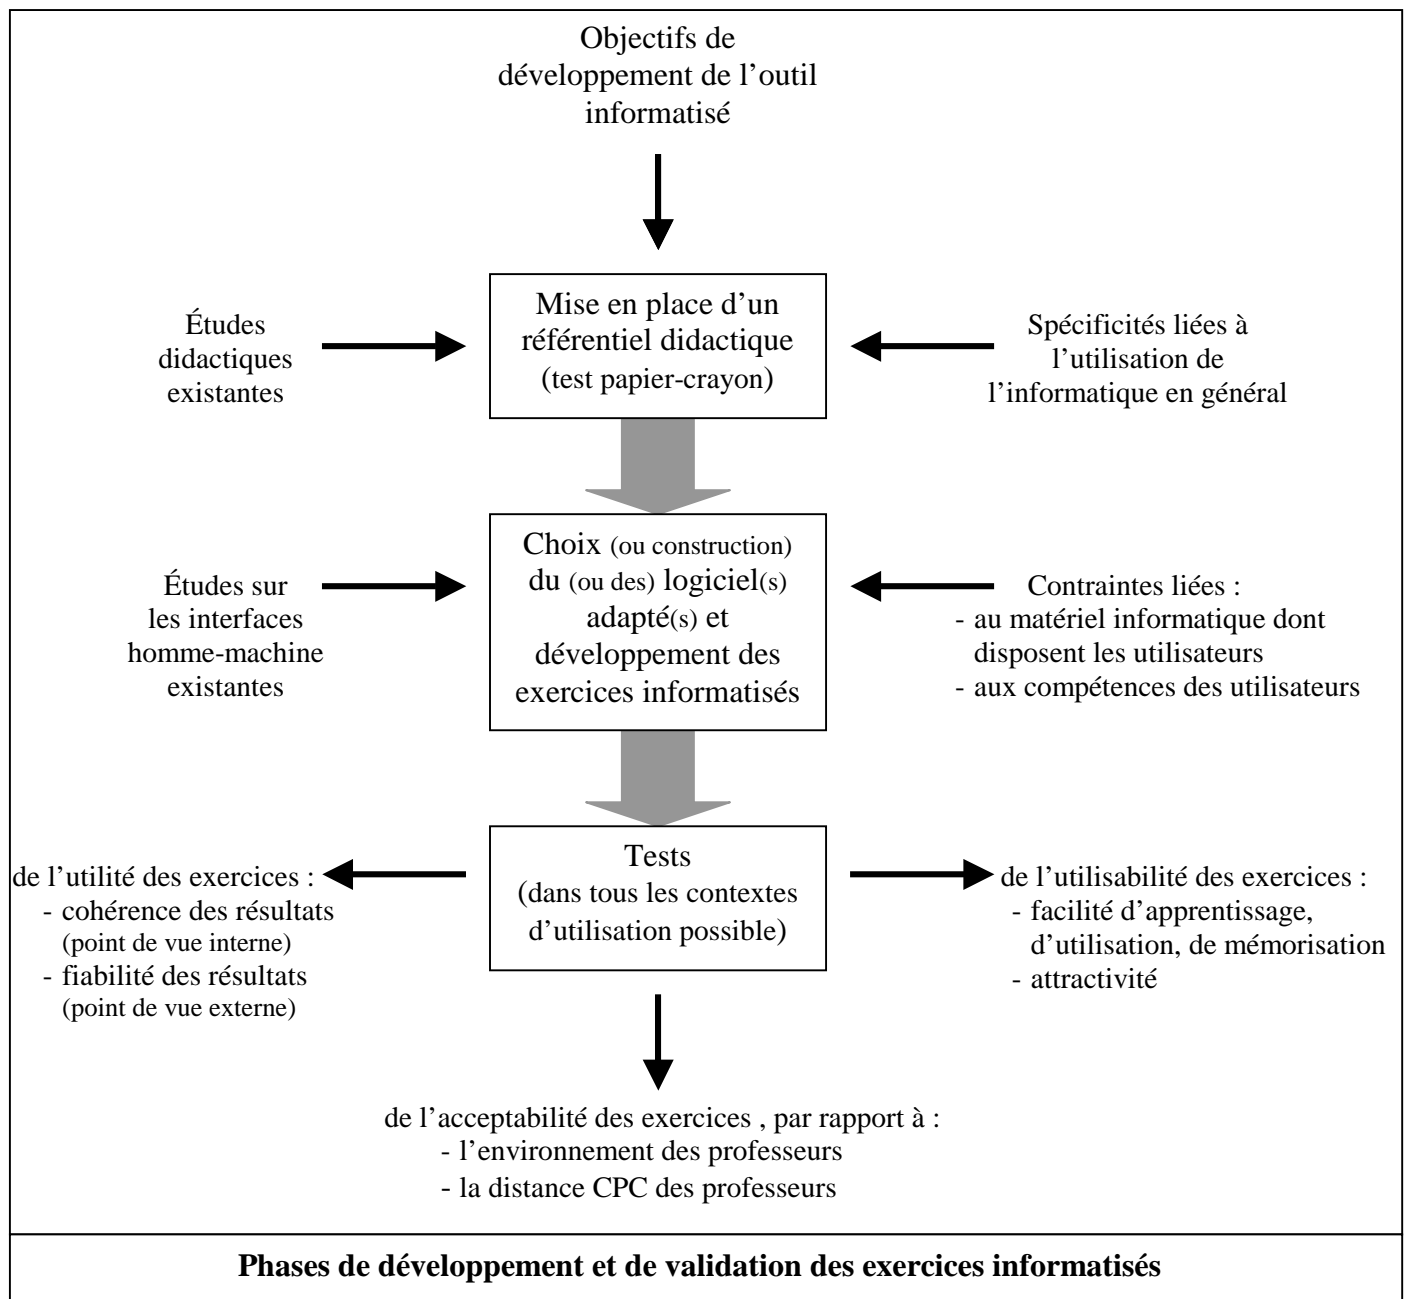 Objectifs de
développement de l’outil
informatisé
Études
didactiques
existantes
Mise en place d’un
référentiel didactique
(test papier-crayon)
Spécificités liées à
l’utilisation de
l’informatique en général
Études sur
les interfaces
homme-machine
existantes
Choix (ou construction)
du (ou des) logiciel(s)
adapté(s) et
développement des
exercices informatisés
Contraintes liées :
- au matériel informatique dont
disposent les utilisateurs
- aux compétences des utilisateurs
de l’utilité des exercices :
- cohérence des résultats
(point de vue interne)
- fiabilité des résultats
(point de vue externe)
Tests
(dans tous les contextes
d’utilisation possible)
de l’utilisabilité des exercices :
- facilité d’apprentissage,
d’utilisation, de mémorisation
- attractivité
de l’acceptabilité des exercices , par rapport à :
- l’environnement des professeurs
- la distance CPC des professeurs
Phases de développement et de validation des exercices informatisés